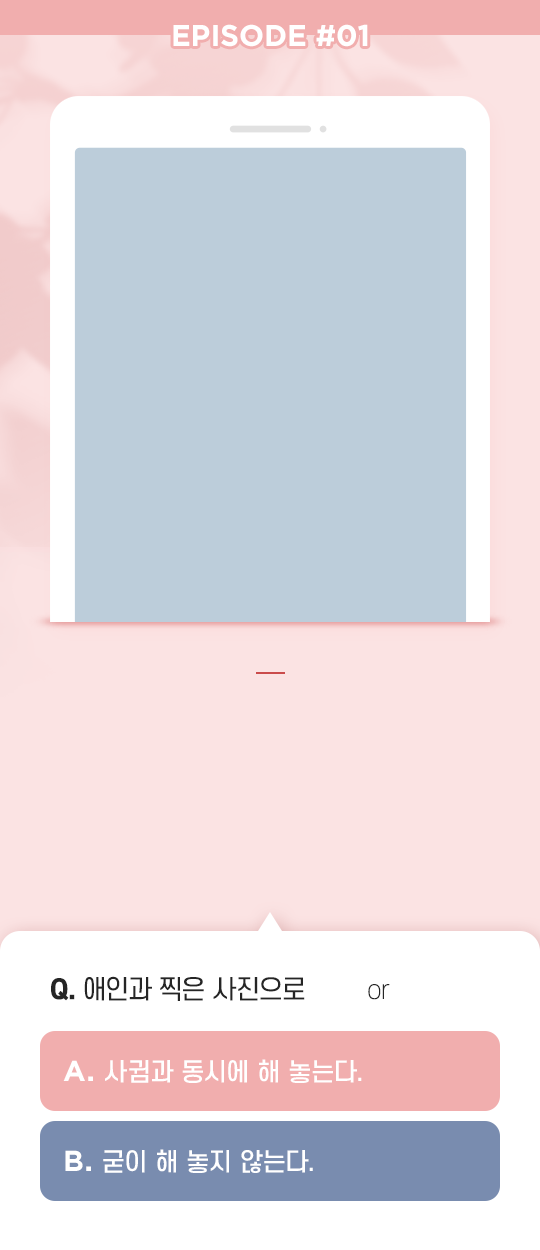 EPISODE #01
Q. 애인과 찍은 사진으로 or
A. 사귐과 동시에 해 놓는다.
B. 굳이 해 놓지 않는다.